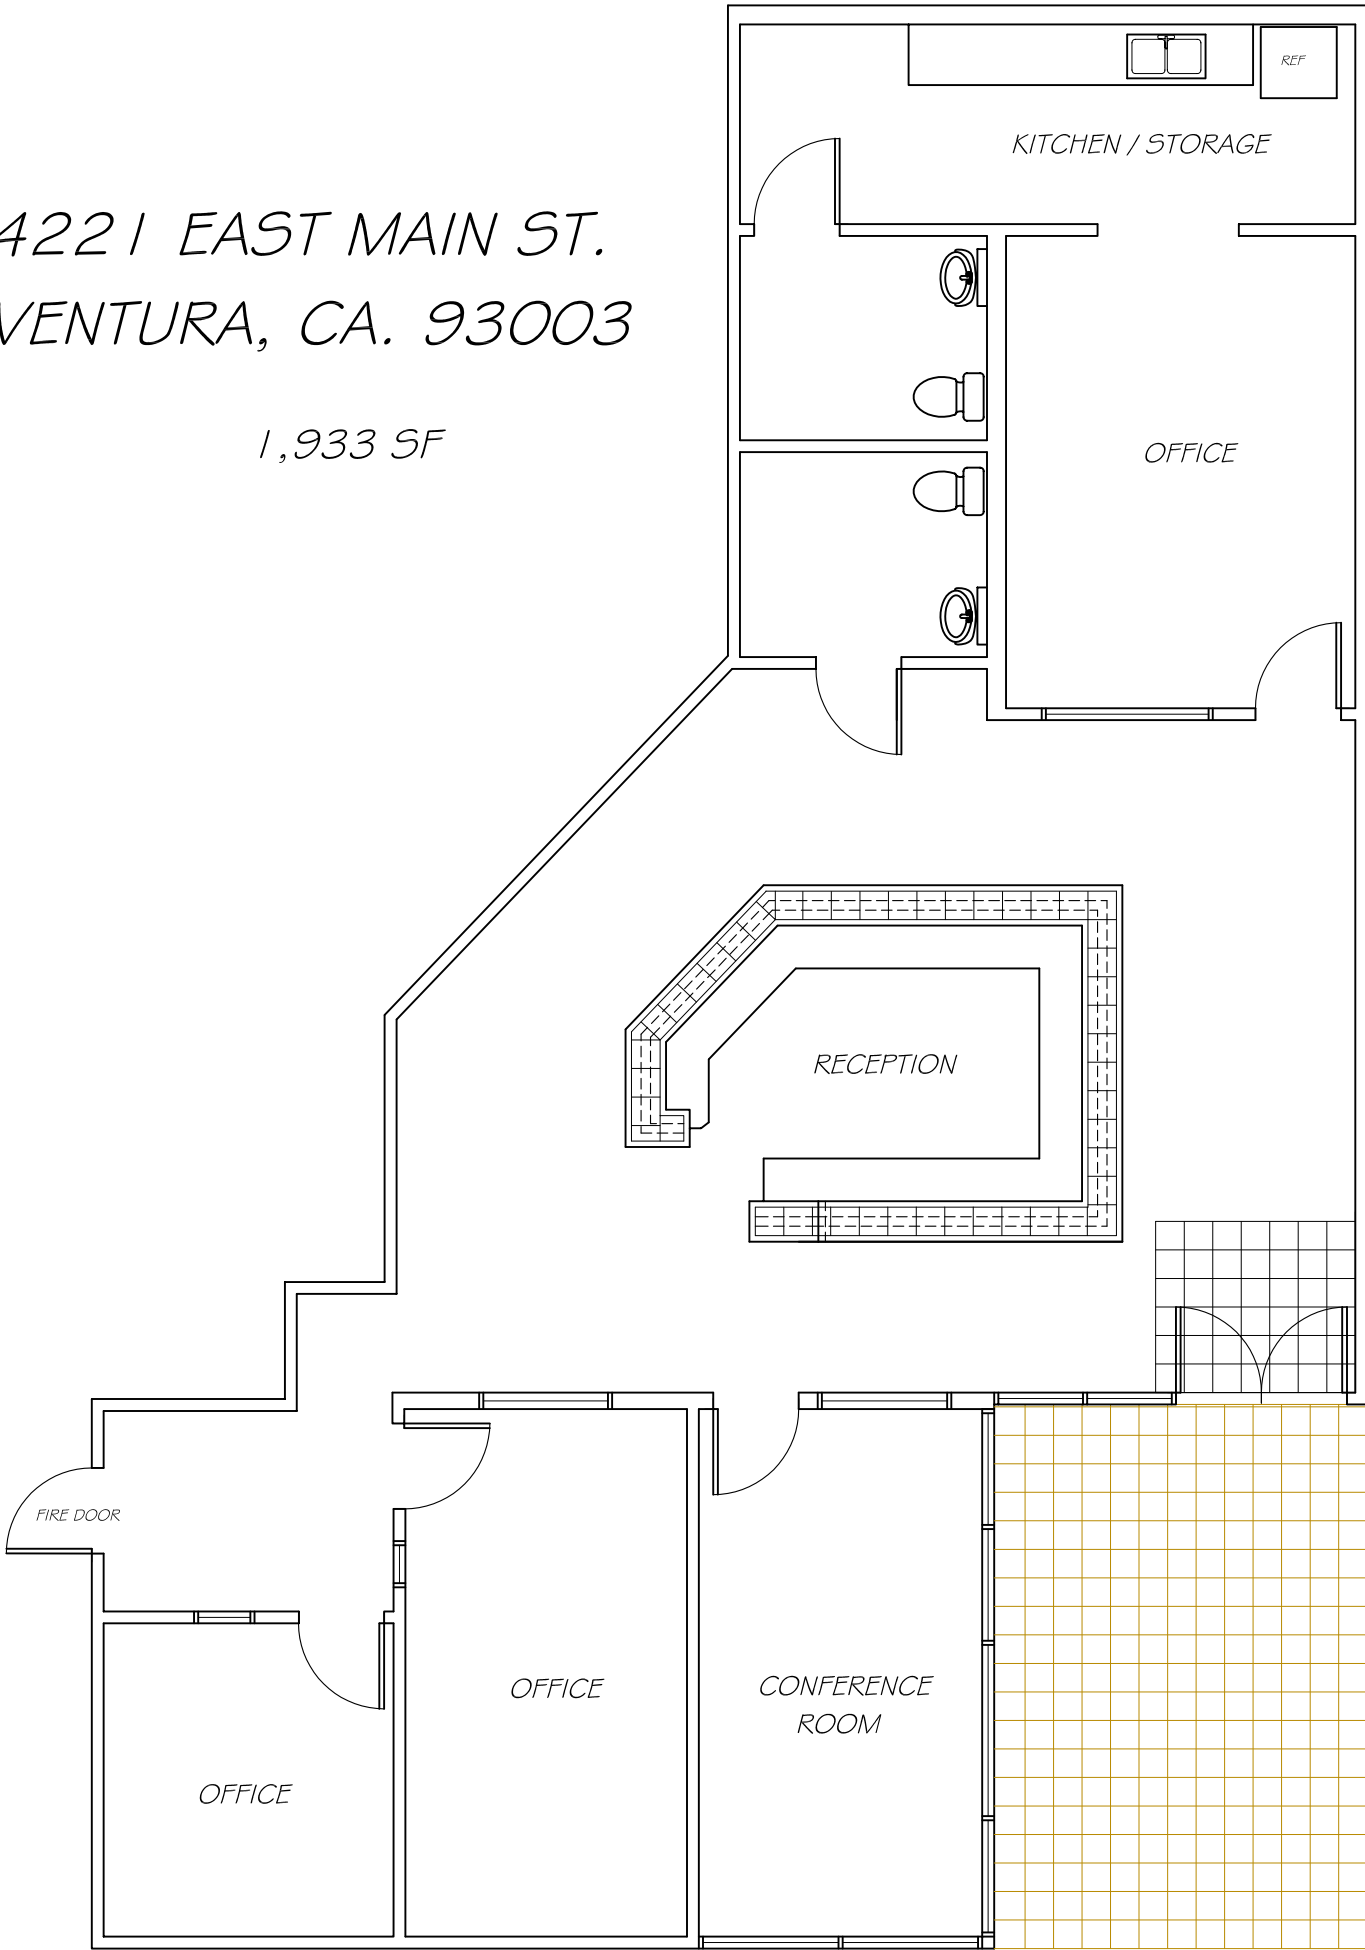 4221 EAST MAIN ST.
VENTURA, CA. 93003
1,933 SF
REF
KITCHEN / STORAGE
OFFICE
RECEPTION
FIRE DOOR
OFFICE
CONFERENCE
ROOM
OFFICE